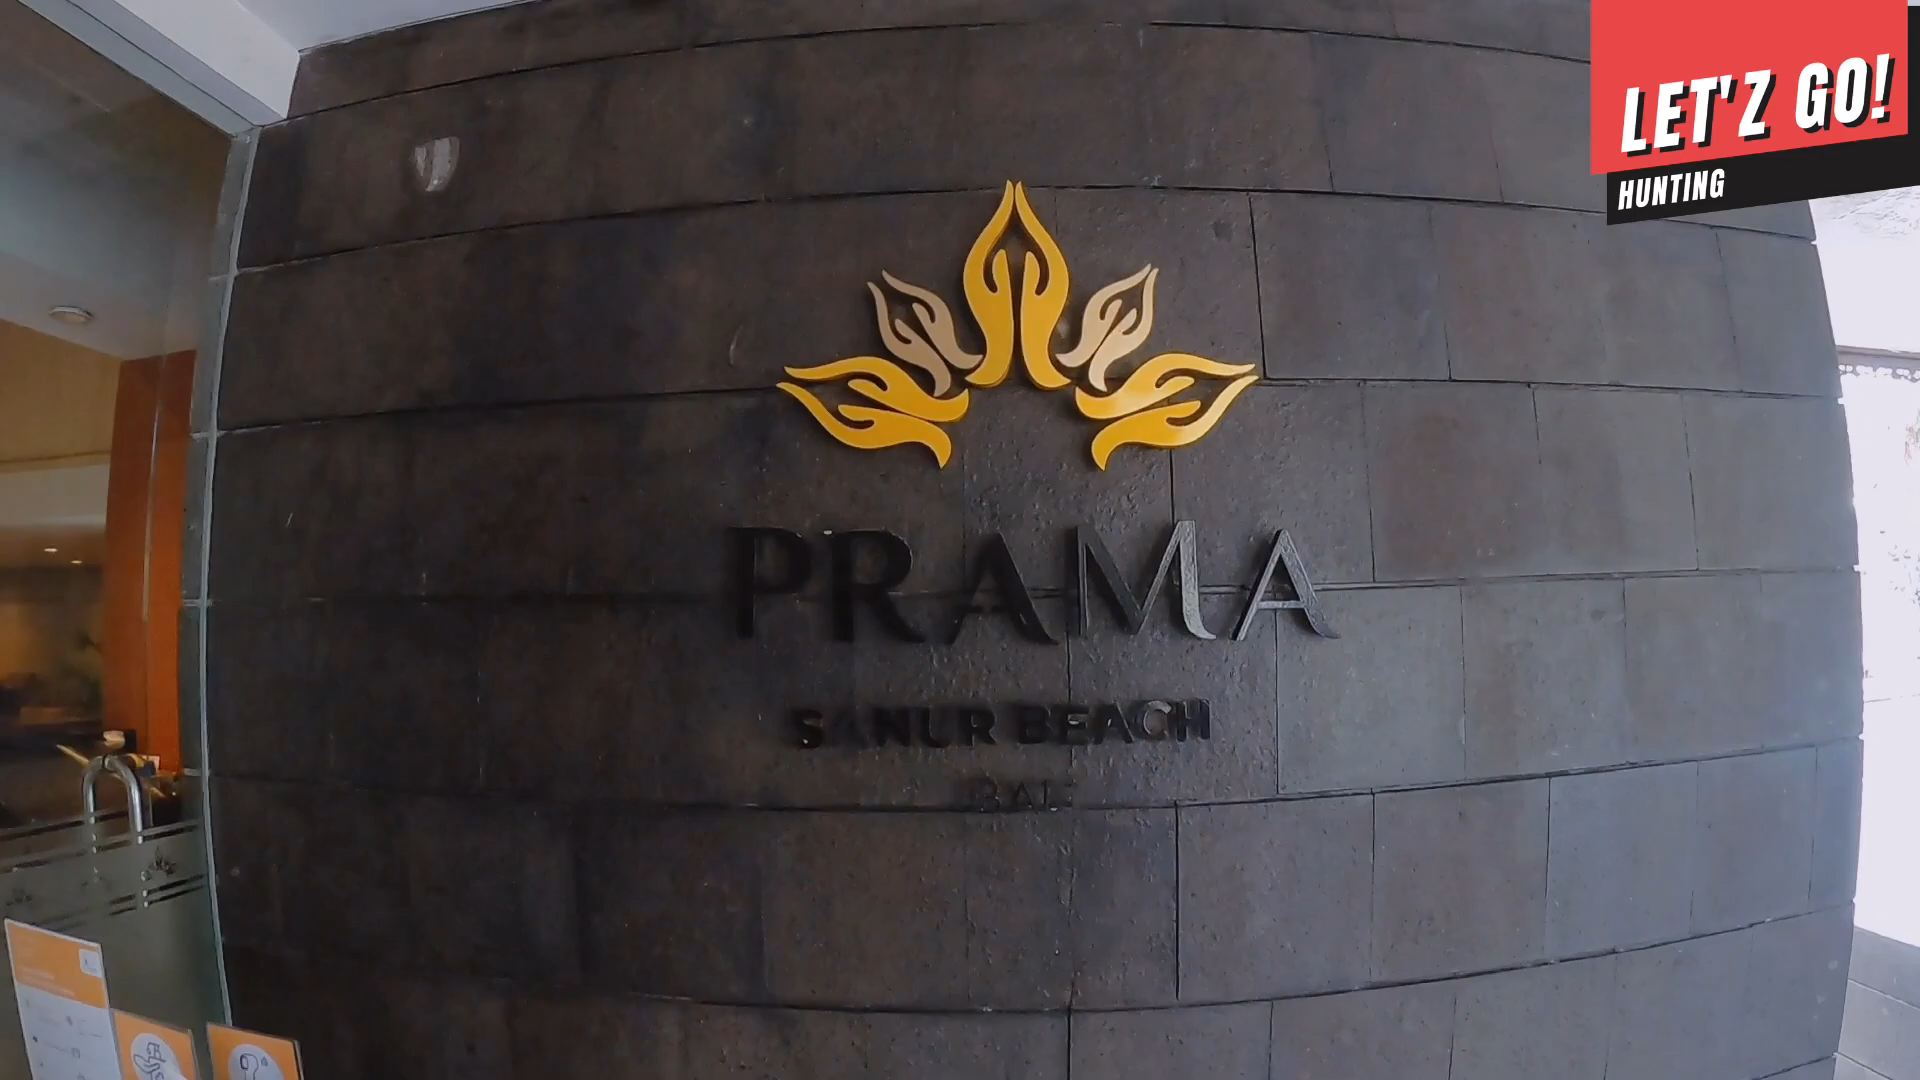 LET'Z GO!
HUNTING
PRAMA
SANUR BEACH
BALI